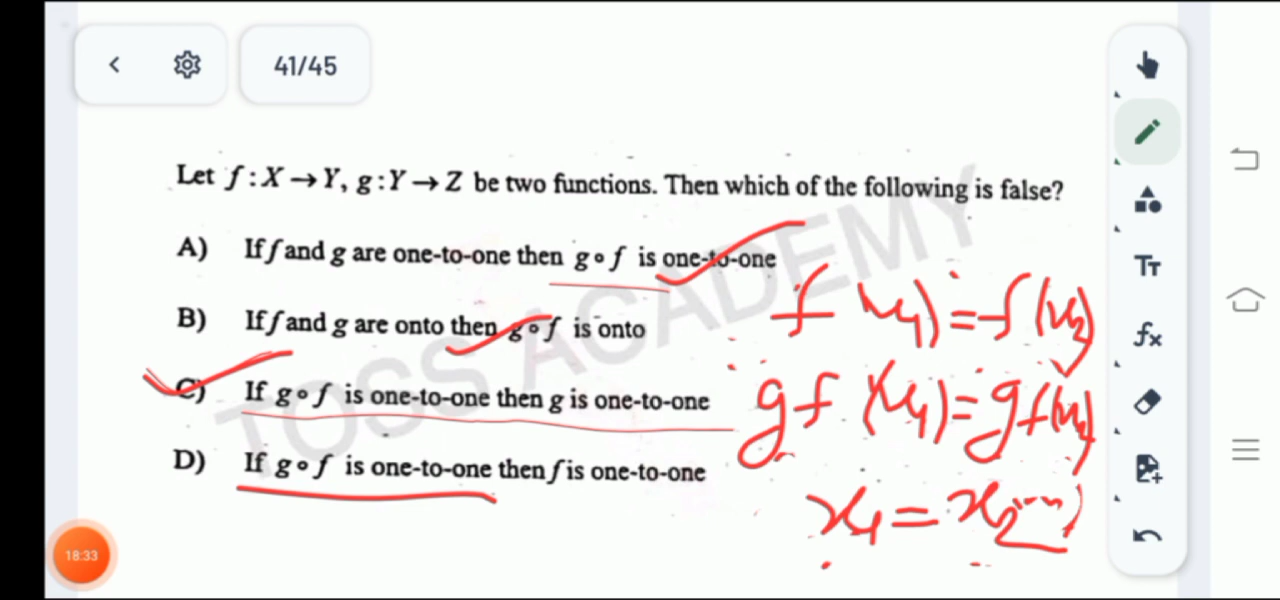 41/45
Let f : X → Y, g : Y → Z be two functions. Then which of the following is false?
A) If f and g are one-to-one then g∘f is one-to-one
B) If f and g are onto then g∘f is onto
C) If g∘f is one-to-one then g is one-to-one
D) If g∘f is one-to-one then f is one-to-one
f(x₁) = f(x₂)
gf(x₁) = gf(x₂)
x₁ = x₂
TOSS ACADEMY
Tт
fx
18:33